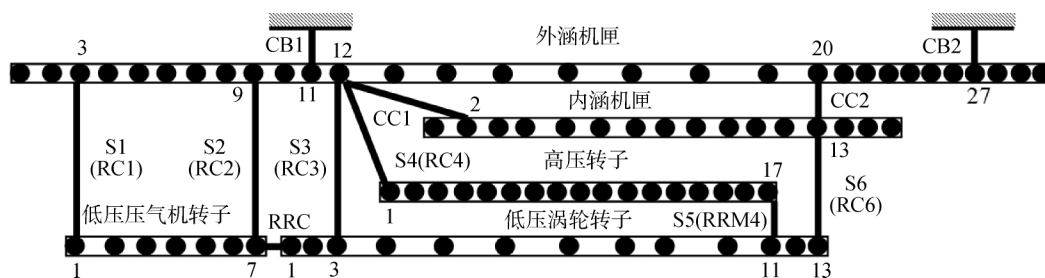 CB1
外涵机匣
CB2
3
12
20
9
11
27
CC1
2
内涵机匣
CC2
13
S1
(RC1)
S2
(RC2)
S3
(RC3)
S4(RC4)
高压转子
17
S6
(RC6)
1
低压压气机转子
RRC
低压涡轮转子
S5(RRM4)
1
7
1
3
11
13